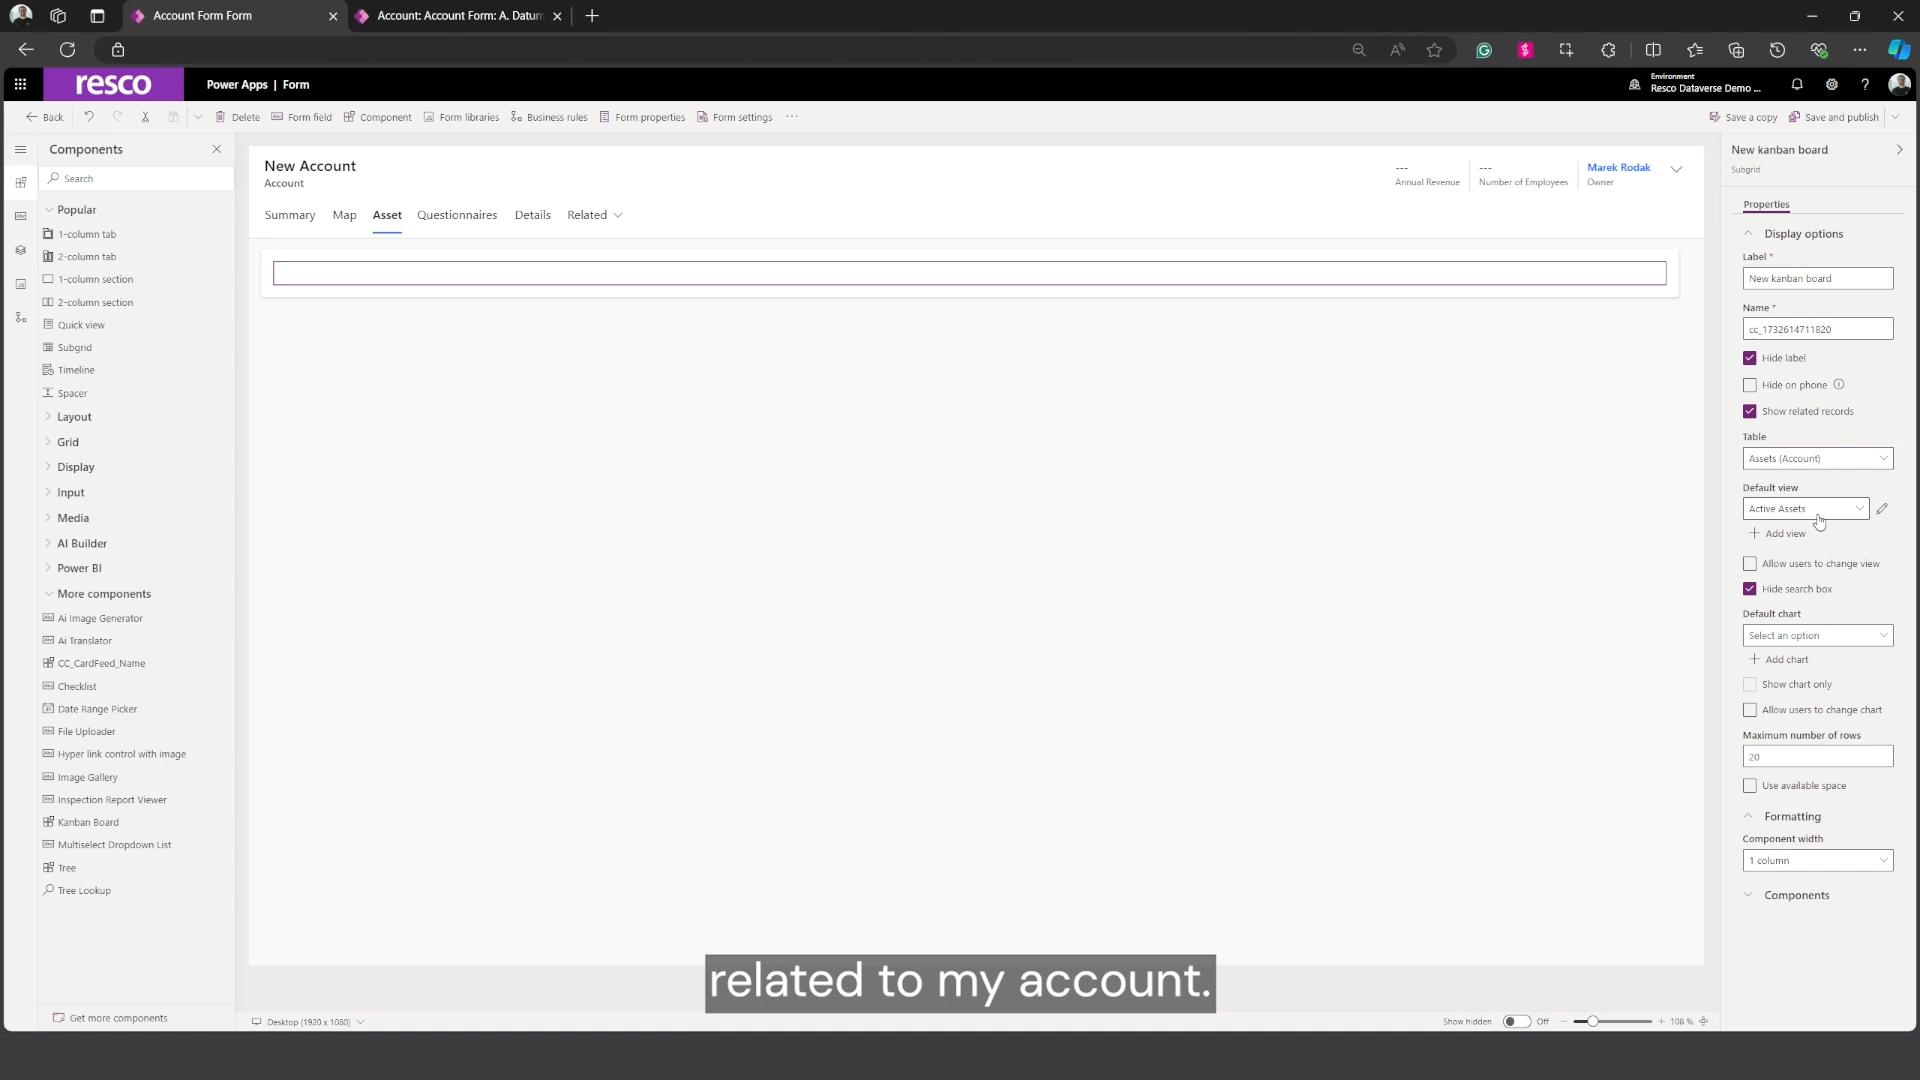 Account Form Form
Account: Account Form: A. Datum
resco
Power Apps | Form
Environment
Resco Dataverse Demo ...
Back
Delete
Form field
Component
Form libraries
Business rules
Form properties
Form settings
...
Save a copy
Save and publish
Components
Search
Popular
1-column tab
2-column tab
1-column section
2-column section
Quick view
Subgrid
Timeline
Spacer
Layout
Grid
Display
Input
Media
AI Builder
Power BI
More components
Ai Image Generator
Ai Translator
CC_CardFeed_Name
Checklist
Date Range Picker
File Uploader
Hyper link control with image
Image Gallery
Inspection Report Viewer
Kanban Board
Multiselect Dropdown List
Tree
Tree Lookup
Get more components
New Account
Account
---
Annual Revenue
---
Number of Employees
Marek Rodak
Owner
Summary
Map
Asset
Questionnaires
Details
Related
New kanban board
Subgrid
Properties
Display options
Label *
New kanban board
Name *
cc_1732614711820
Hide label
Hide on phone
Show related records
Table
Assets (Account)
Default view
Active Assets
Add view
Allow users to change view
Hide search box
Default chart
Select an option
Add chart
Show chart only
Allow users to change chart
Maximum number of rows
20
Use available space
Formatting
Component width
1 column
Components
related to my account.
Desktop (1920 x 1080)
Show hidden
Off
108 %